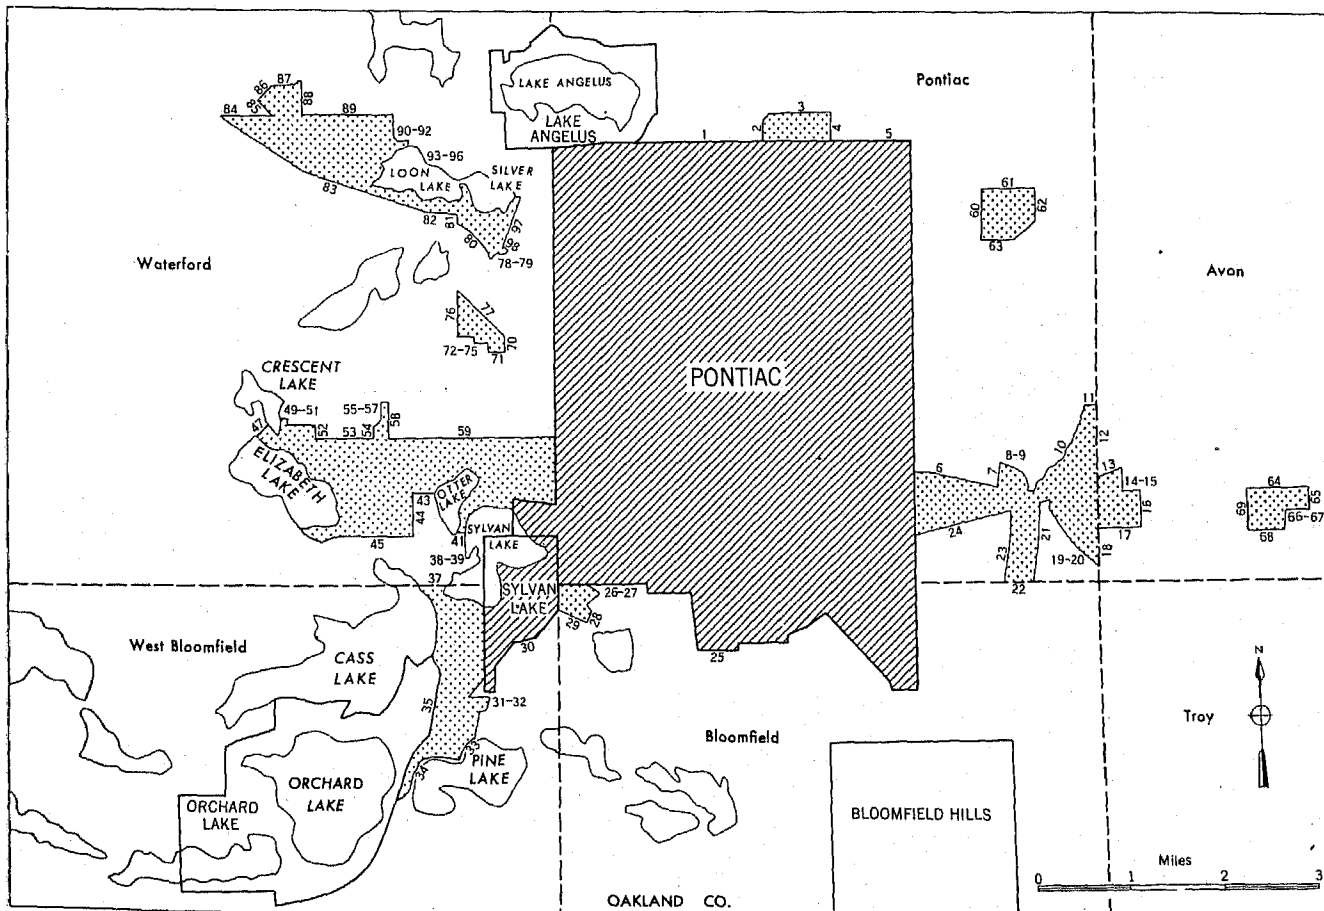 LAKE ANGELUS
LAKE
ANGELUS
Pontiac
86
87
85
88
84
89
90-92
93-96
LOON
LAKE
SILVER
LAKE
83
82
81
80
97
98
78-79
1
2
3
4
5
61
60
62
63
Waterford
Avon
76
77
70
72-75
71
PONTIAC
CRESCENT
LAKE
49-51
55-57
47
52
53
54
58
59
ELIZABETH
LAKE
OTTER
LAKE
43
44
45
41
SYLVAN
LAKE
38-39
37
11
10
12
6
7
8-9
13
14-15
16
17
18
24
23
21
19-20
22
64
69
65
66-67
68
SYLVAN
LAKE
26-27
28
29
30
25
West Bloomfield
CASS
LAKE
31-32
35
33
34
PINE
LAKE
Bloomfield
Troy
N
ORCHARD
LAKE
ORCHARD
LAKE
BLOOMFIELD HILLS
Miles
0
1
2
3
OAKLAND CO.